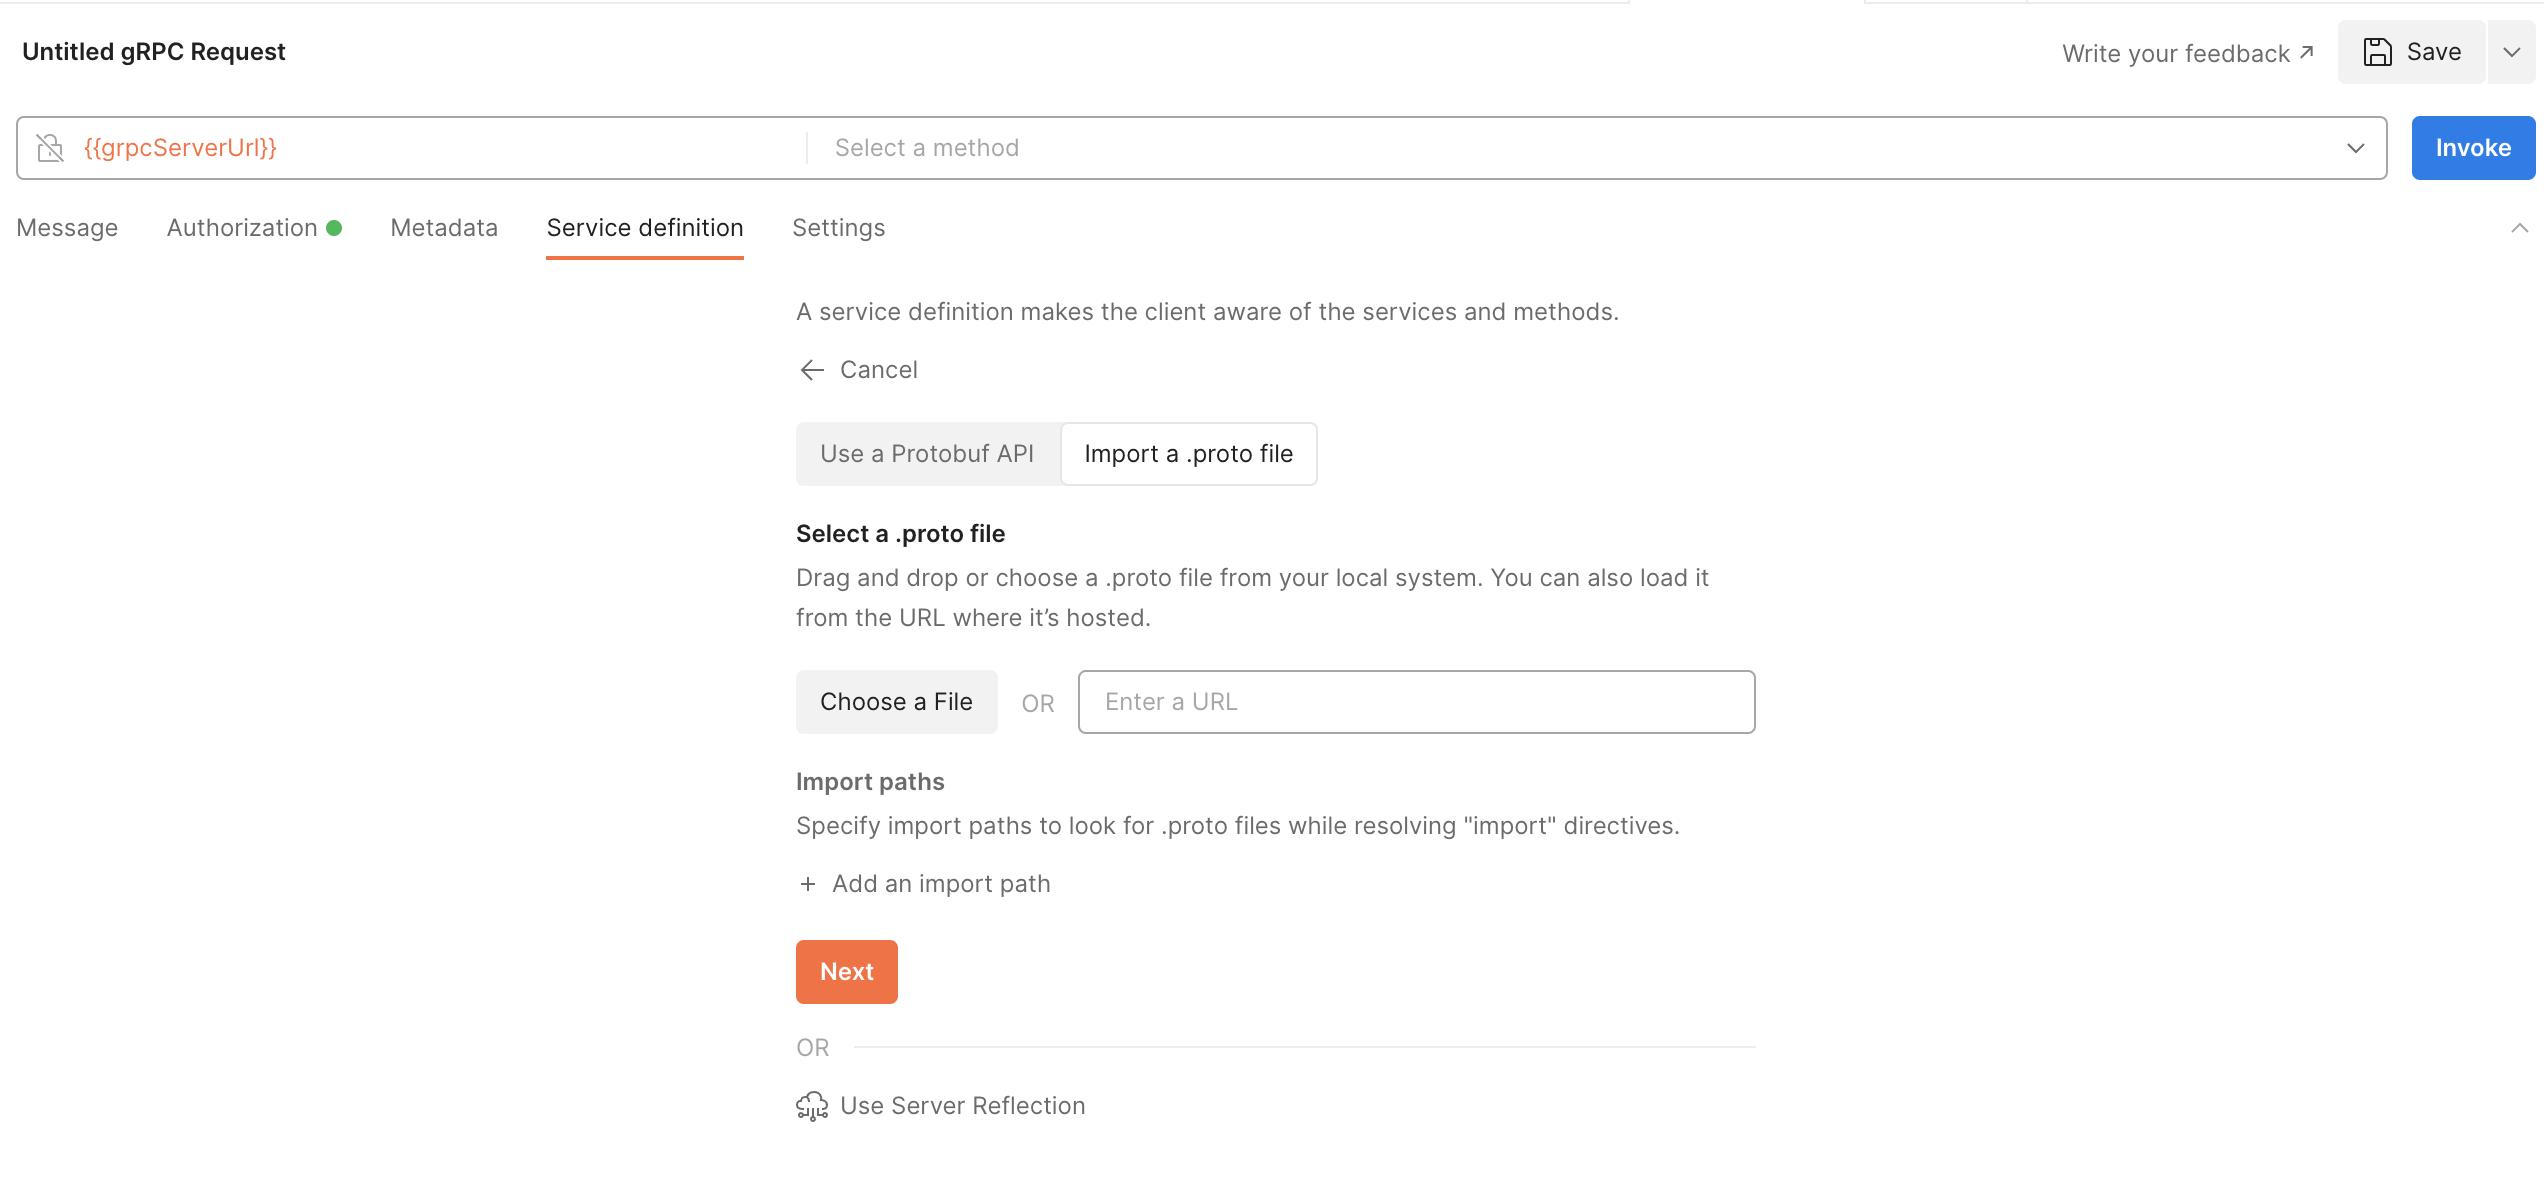 Untitled gRPC Request
Write your feedback ↗
Save
{{grpcServerUrl}}
Select a method
Invoke
Message
Authorization
Metadata
Service definition
Settings
A service definition makes the client aware of the services and methods.
← Cancel
Use a Protobuf API
Import a .proto file
Select a .proto file
Drag and drop or choose a .proto file from your local system. You can also load it
from the URL where it’s hosted.
Choose a File
OR
Enter a URL
Import paths
Specify import paths to look for .proto files while resolving "import" directives.
+ Add an import path
Next
OR
Use Server Reflection